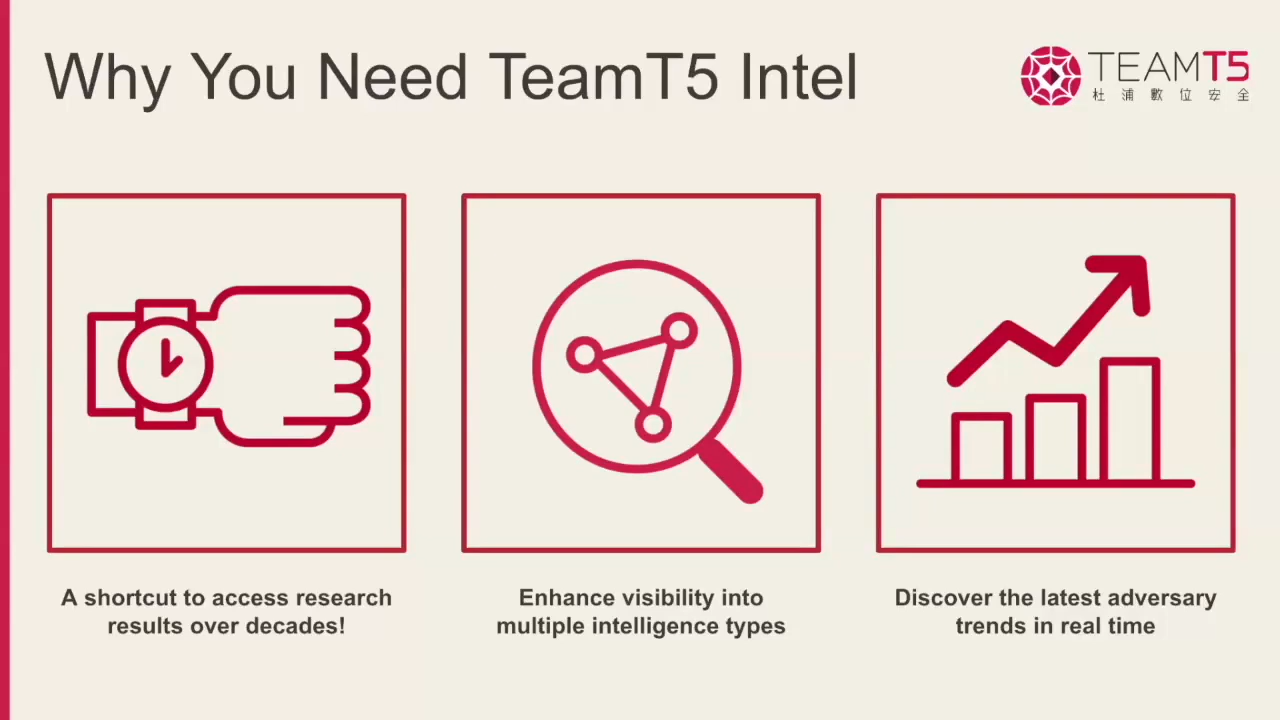 Why You Need TeamT5 Intel
TEAMT5
杜浦數位安全
A shortcut to access research
results over decades!
Enhance visibility into
multiple intelligence types
Discover the latest adversary
trends in real time